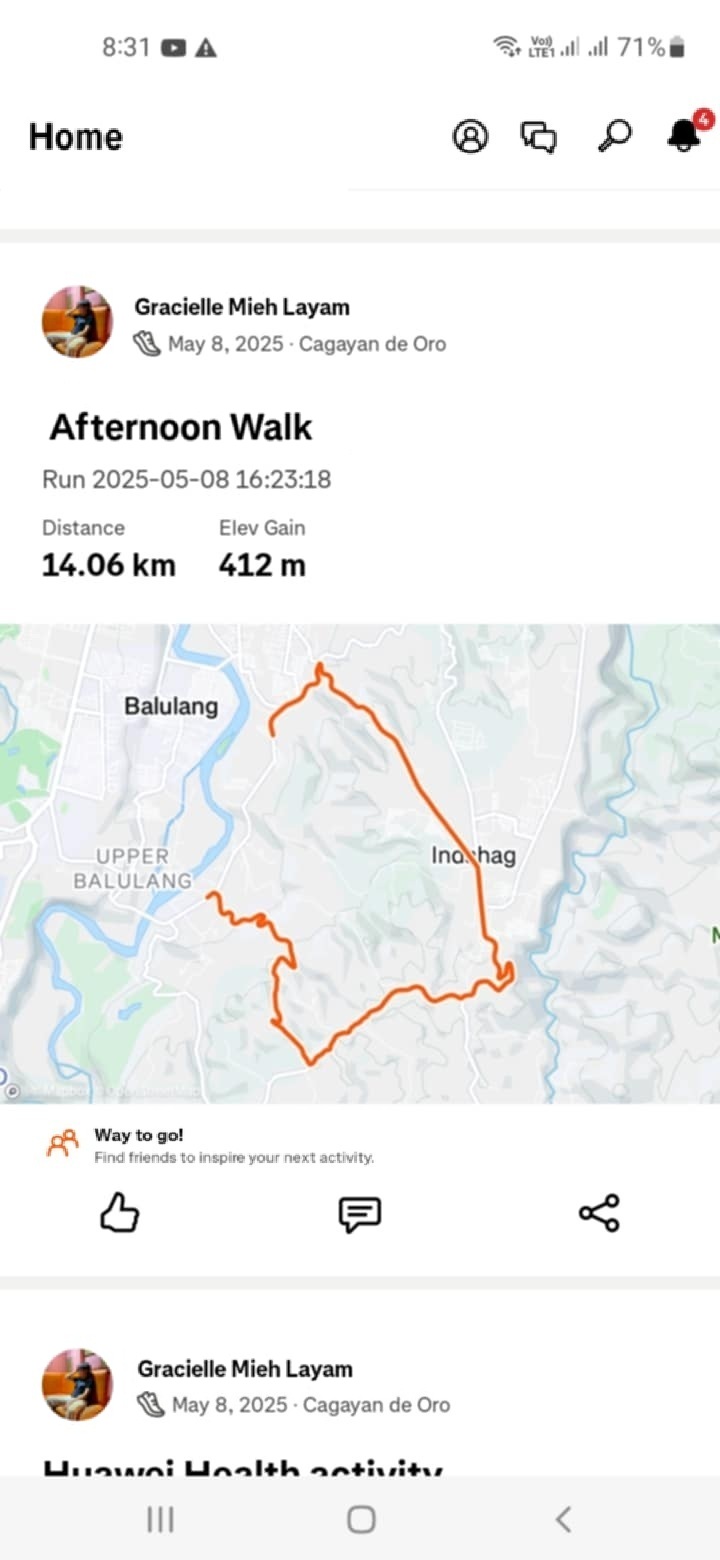 8:31
Vo)) LTE1 71%
Home
4
Gracielle Mieh Layam
May 8, 2025 · Cagayan de Oro
Afternoon Walk
Run 2025-05-08 16:23:18
Distance Elev Gain
14.06 km 412 m
Balulang
Indahag
UPPER
BALULANG
Way to go!
Find friends to inspire your next activity.
Gracielle Mieh Layam
May 8, 2025 · Cagayan de Oro
Huawei Health activity